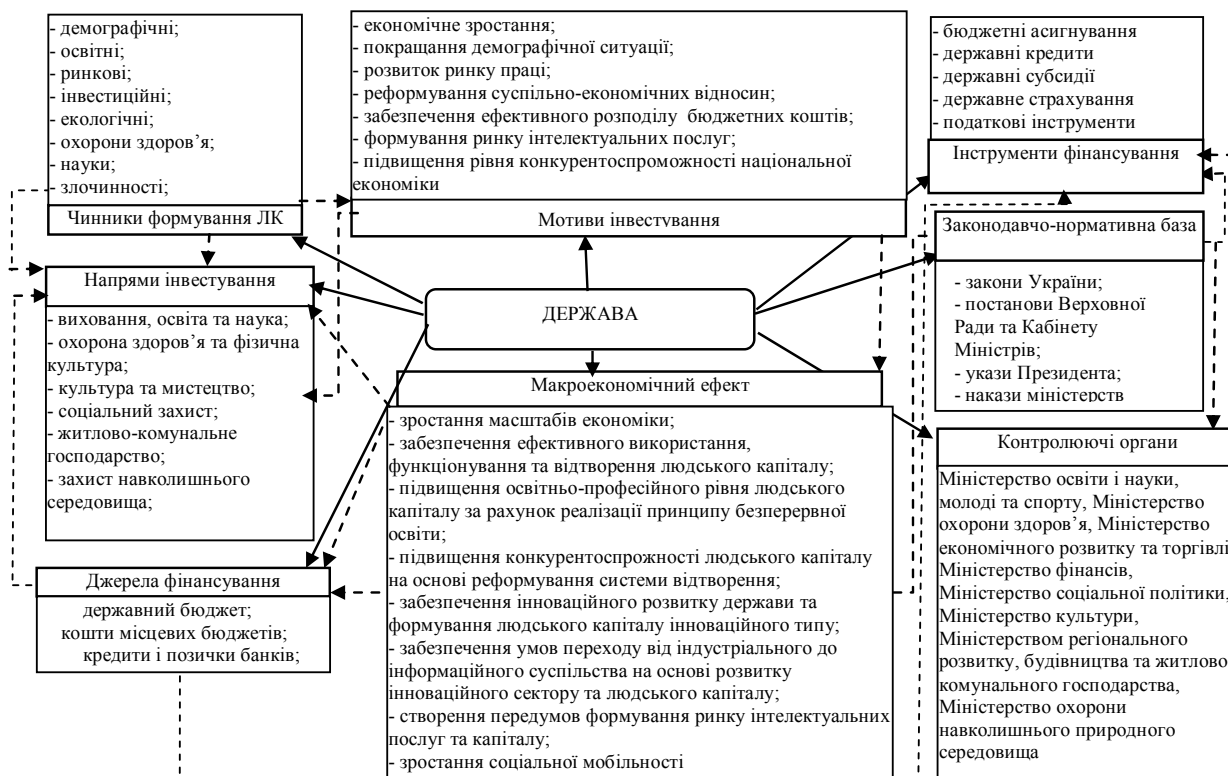 - демографічні;
- освітні;
- ринкові;
- інвестиційні;
- екологічні;
- охорони здоров’я;
- науки;
- злочинності;
Чинники формування ЛК
- економічне зростання;
- покращання демографічної ситуації;
- розвиток ринку праці;
- реформування суспільно-економічних відносин;
- забезпечення ефективного розподілу бюджетних коштів;
- формування ринку інтелектуальних послуг;
- підвищення рівня конкурентоспроможності національної
економіки
Мотиви інвестування
- бюджетні асигнування
- державні кредити
- державні субсидії
- державне страхування
- податкові інструменти
Інструменти фінансування
Законодавчо-нормативна база
- закони України;
- постанови Верховної
Ради та Кабінету
Міністрів;
- укази Президента;
- накази міністерств
Напрями інвестування
- виховання, освіта та наука;
- охорона здоров’я та фізична
культура;
- культура та мистецтво;
- соціальний захист;
- житлово-комунальне
господарство;
- захист навколишнього
середовища;
ДЕРЖАВА
Макроекономічний ефект
- зростання масштабів економіки;
- забезпечення ефективного використання,
функціонування та відтворення людського капіталу;
- підвищення освітньо-професійного рівня людського
капіталу за рахунок реалізації принципу безперервної
освіти;
- підвищення конкурентоспрожності людського капіталу
на основі реформування системи відтворення;
- забезпечення інноваційного розвитку держави та
формування людського капіталу інноваційного типу;
- забезпечення умов переходу від індустріального до
інформаційного суспільства на основі розвитку
інноваційного сектору та людського капіталу;
- створення передумов формування ринку інтелектуальних
послуг та капіталу;
- зростання соціальної мобільності
Контролюючі органи
Міністерство освіти і науки,
молоді та спорту, Міністерство
охорони здоров’я, Міністерство
економічного розвитку та торгівлі
Міністерство фінансів,
Міністерство соціальної політики,
Міністерство культури,
Міністерством регіонального
розвитку, будівництва та житлово
комунального господарства,
Міністерство охорони
навколишнього природного
середовища
Джерела фінансування
державний бюджет;
кошти місцевих бюджетів;
кредити і позички банків;